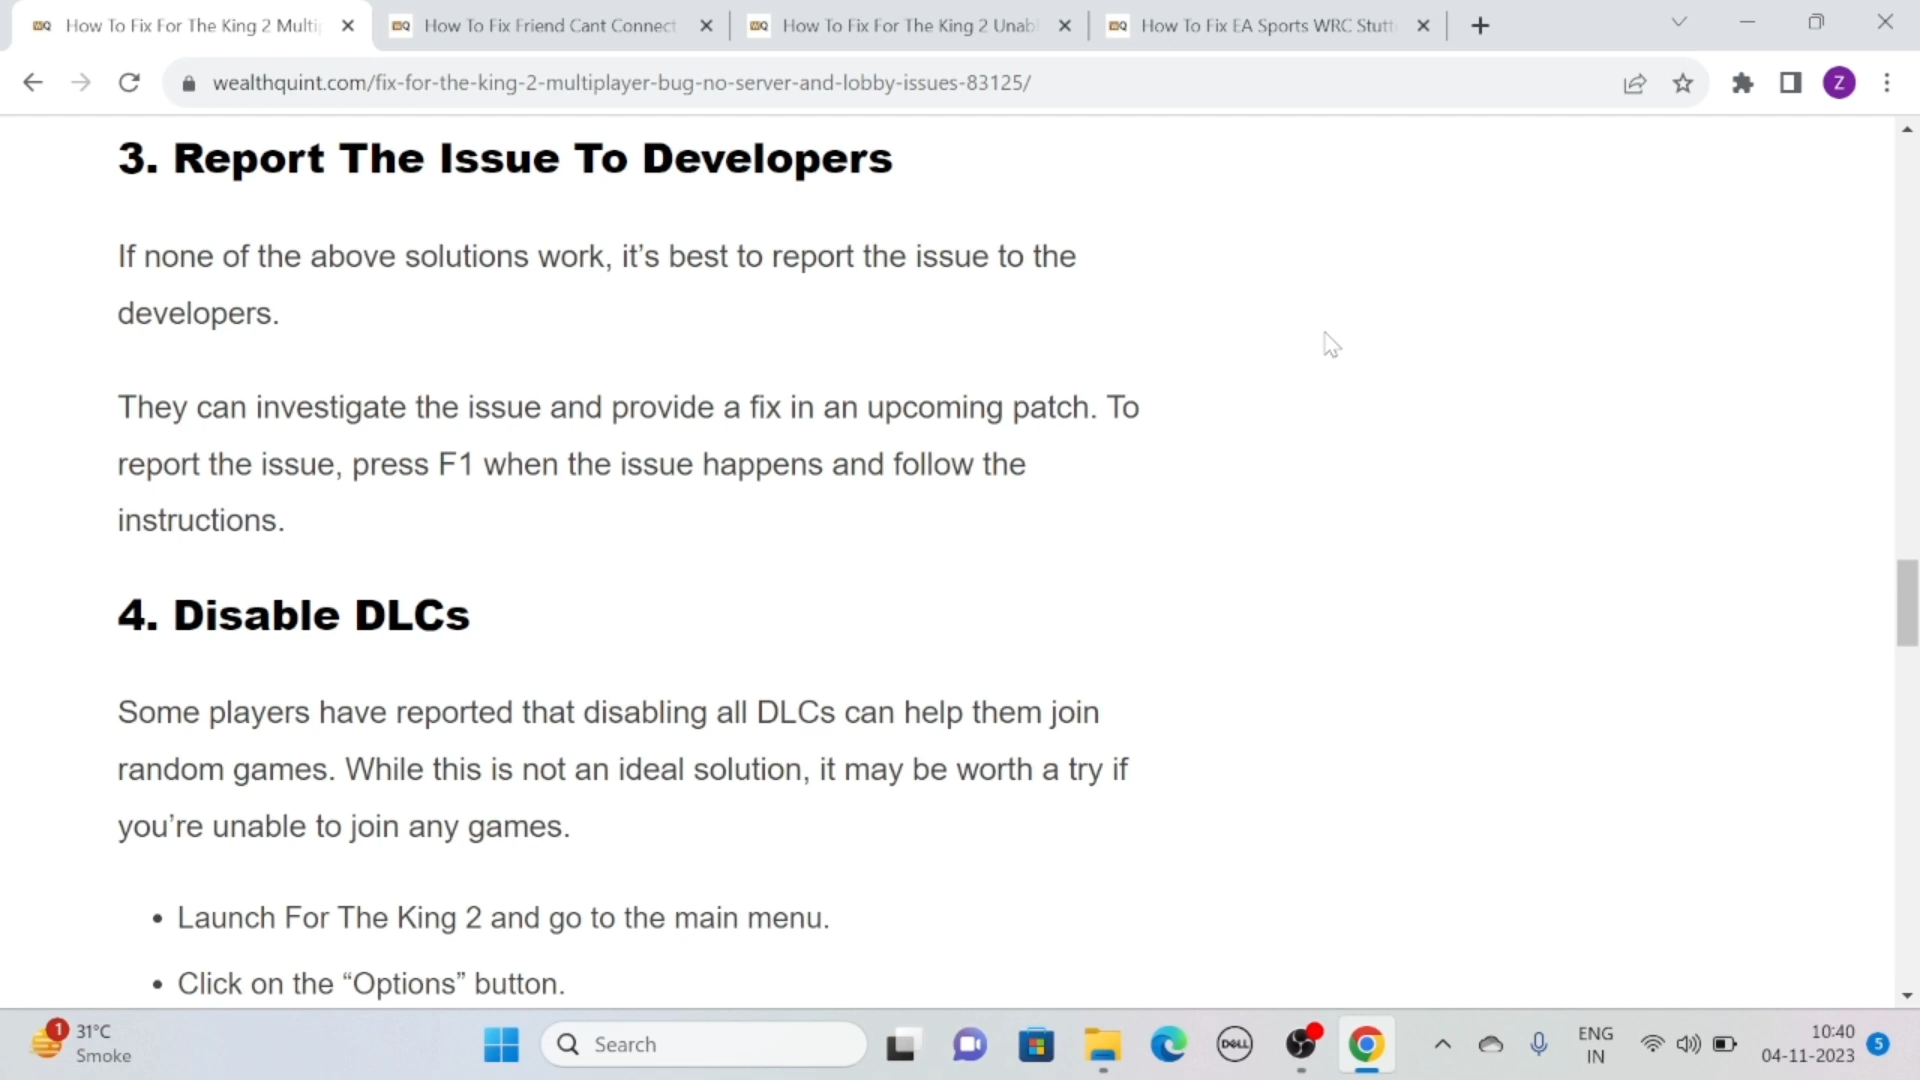 How To Fix For The King 2 Multip
How To Fix Friend Cant Connect
How To Fix For The King 2 Unab
How To Fix EA Sports WRC Stutt
wealthquint.com/fix-for-the-king-2-multiplayer-bug-no-server-and-lobby-issues-83125/
Z
3. Report The Issue To Developers
If none of the above solutions work, it’s best to report the issue to the
developers.
They can investigate the issue and provide a fix in an upcoming patch. To
report the issue, press F1 when the issue happens and follow the
instructions.
4. Disable DLCs
Some players have reported that disabling all DLCs can help them join
random games. While this is not an ideal solution, it may be worth a try if
you’re unable to join any games.
• Launch For The King 2 and go to the main menu.
• Click on the “Options” button.
1
31°C
Smoke
Search
DELL
ENG
IN
10:40
04-11-2023
5